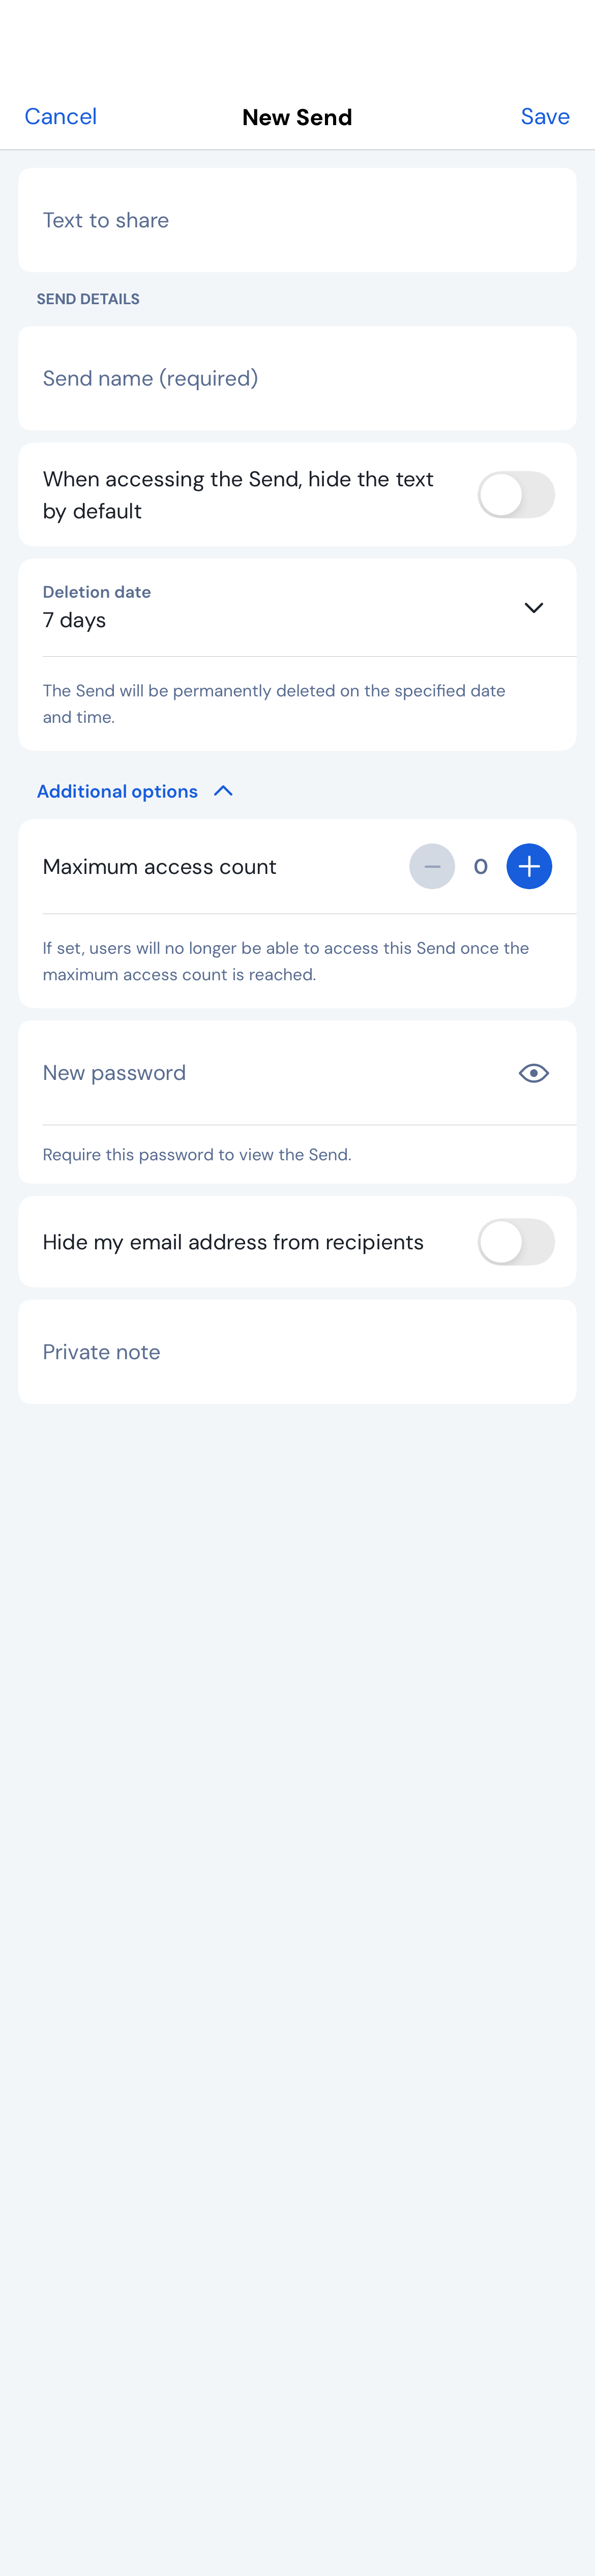 Cancel New Send Save
Text to share
SEND DETAILS
Send name (required)
When accessing the Send, hide the text
by default
Deletion date
7 days
The Send will be permanently deleted on the specified date
and time.
Additional options
Maximum access count 0
If set, users will no longer be able to access this Send once the
maximum access count is reached.
New password
Require this password to view the Send.
Hide my email address from recipients
Private note